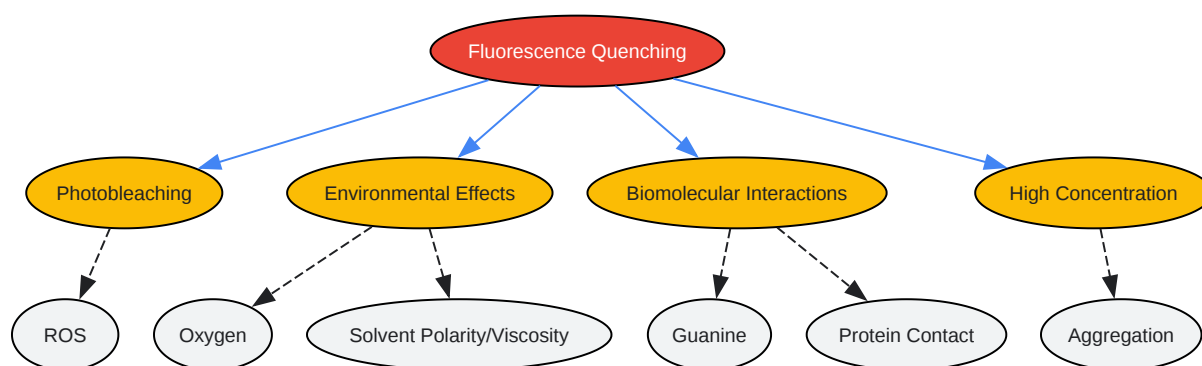 Fluorescence Quenching
Photobleaching
Environmental Effects
Biomolecular Interactions
High Concentration
ROS
Oxygen
Solvent Polarity/Viscosity
Guanine
Protein Contact
Aggregation